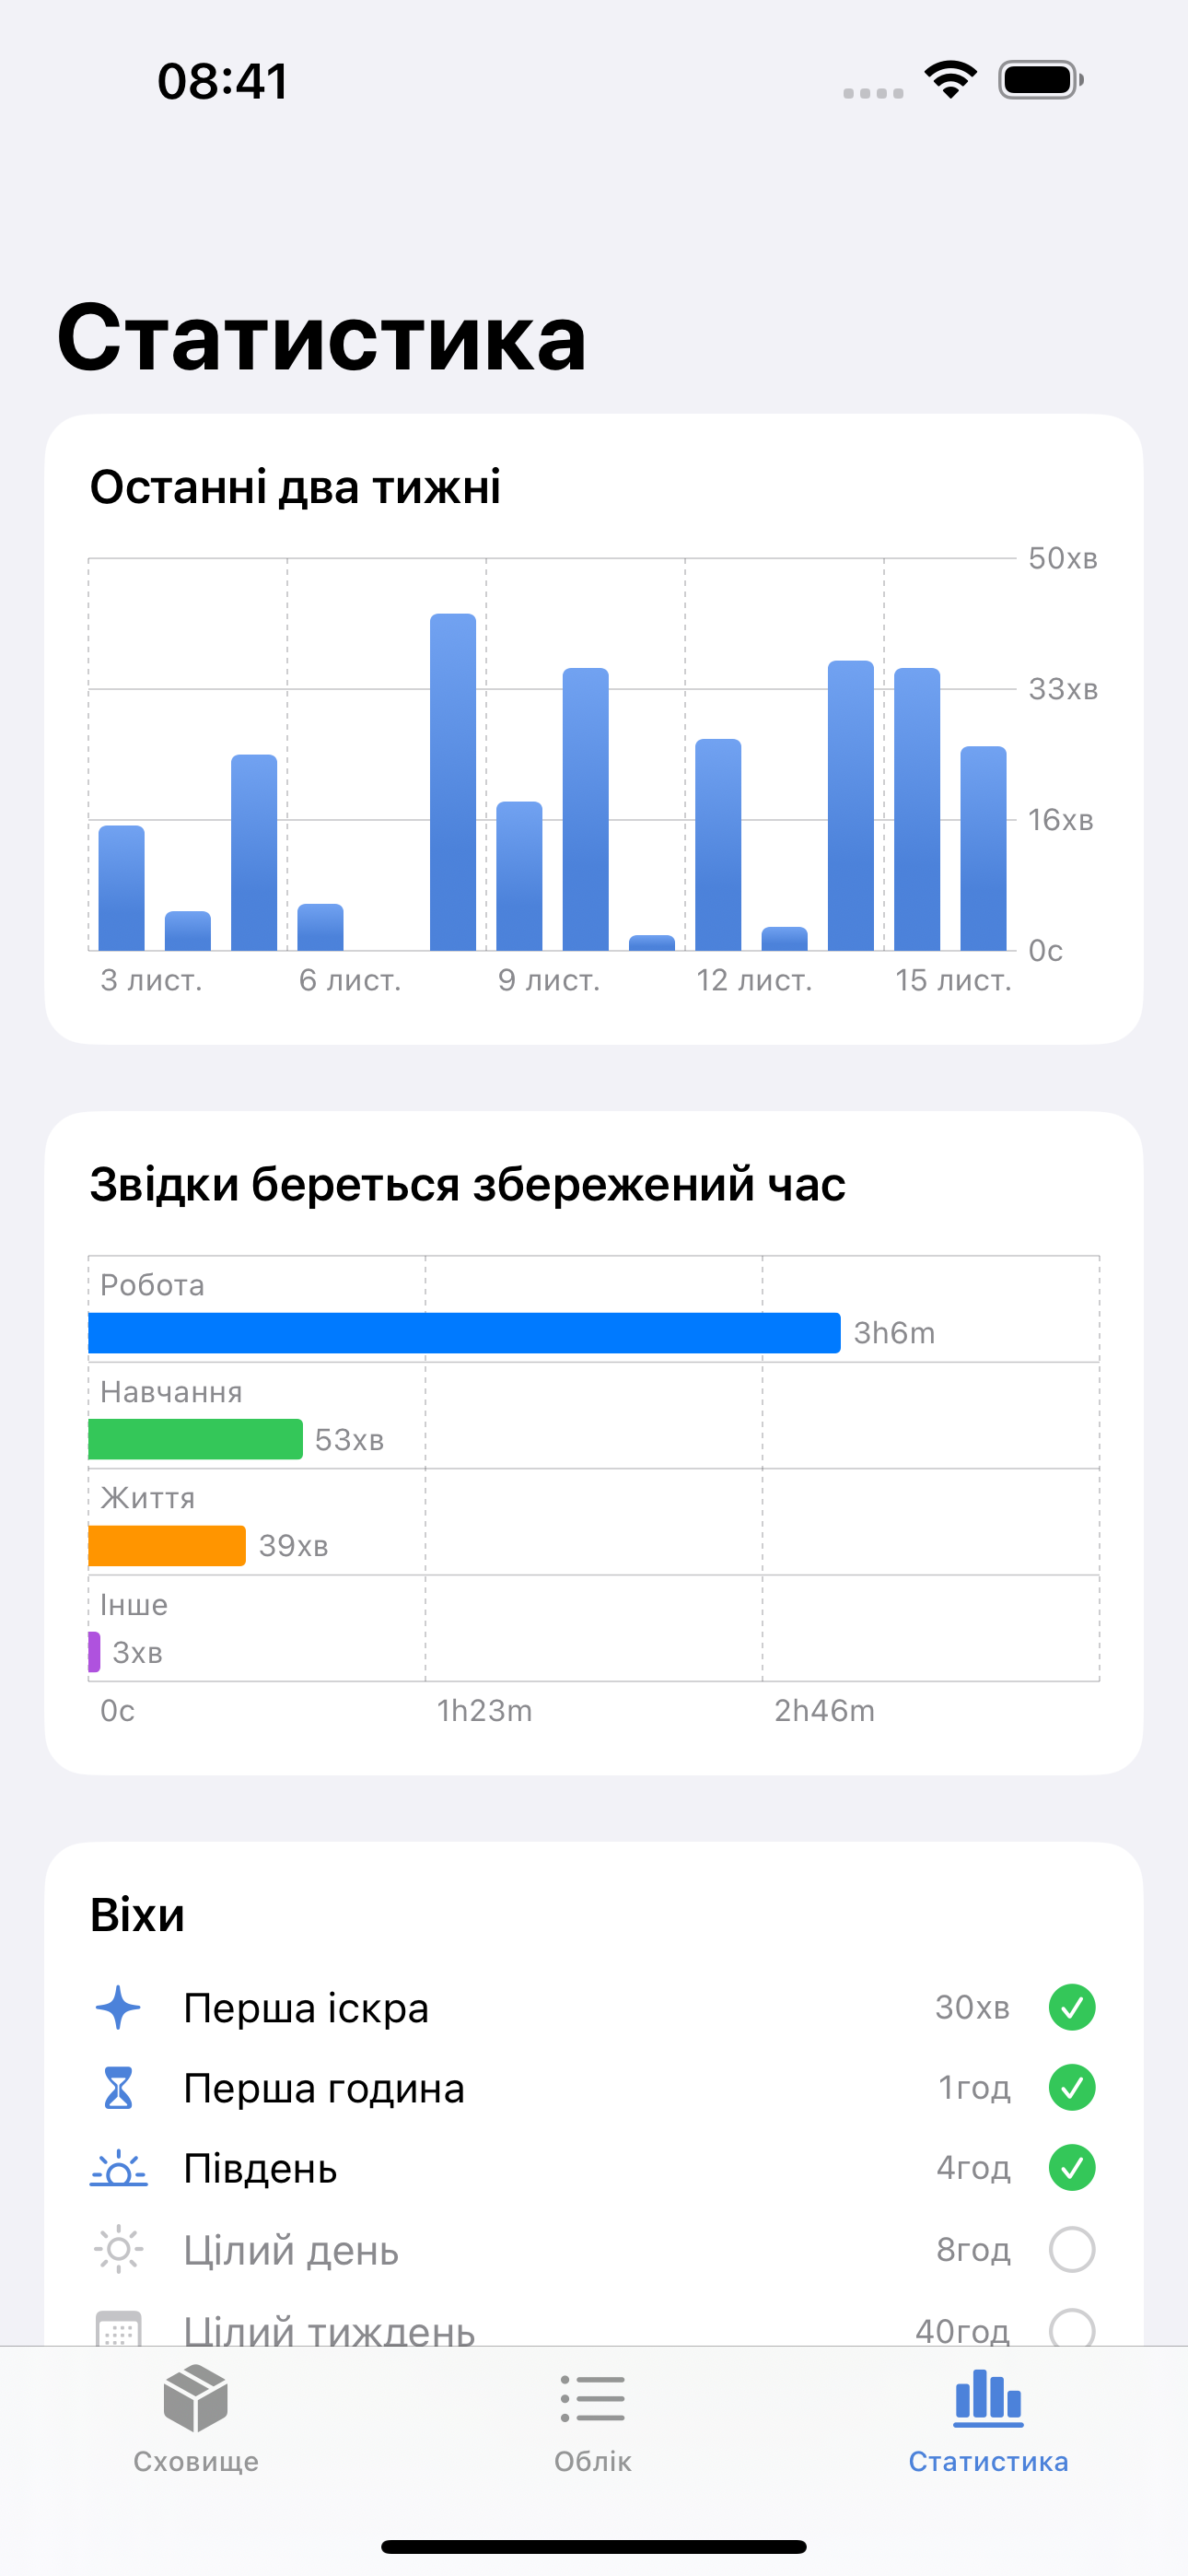 08:41
Статистика
Останні два тижні
50хв
33хв
16хв
0с
3 лист. 6 лист. 9 лист. 12 лист. 15 лист.
Звідки береться збережений час
Робота
3h6m
Навчання
53хв
Життя
39хв
Інше
3хв
0с 1h23m 2h46m
Віхи
Перша іскра 30хв
Перша година 1год
Південь 4год
Цілий день 8год
Цілий тиждень 40год
Сховище Облік Статистика